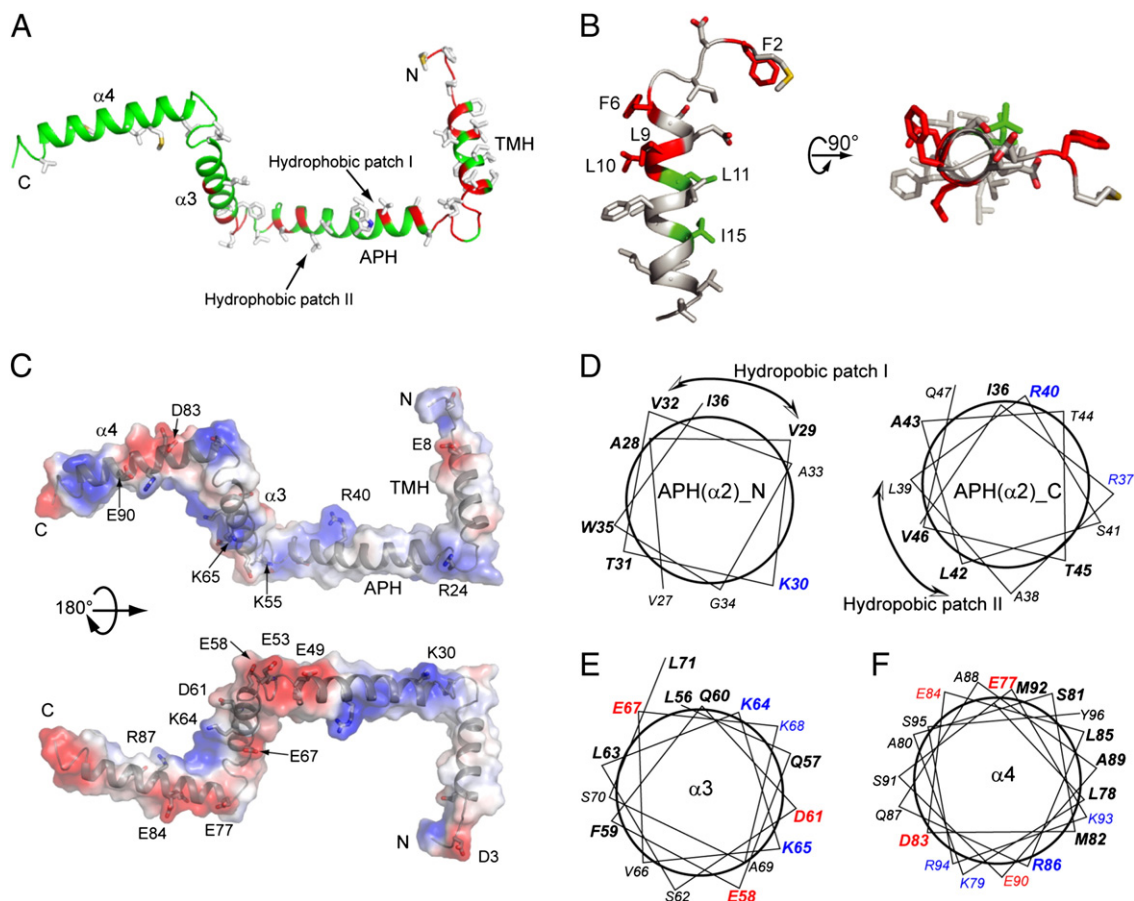 A
N
α4
TMH
Hydrophobic patch I
C
α3
APH
Hydrophobic patch II
B
F2
F6
L9
90°
L10
L11
I15
C
D83
N
α4
E8
α3
TMH
R40
C
E90
K65
K55
APH
R24
180°
E58
E53
E49
K30
D61
C
K64
R87
E67
N
E84
E77
D3
D
Hydropobic patch I
V32
I36
V29
A28
A33
APH(α2)_N
W35
T31
K30
V27
G34
Q47
I36
R40
A43
T44
L39
APH(α2)_C
R37
V46
S41
L42
T45
A38
Hydropobic patch II
E
L71
L56
Q60
E67
K64
K68
L63
Q57
S70
α3
D61
F59
K65
V66
A69
S62
E58
F
A88
E77
M92
S81
E84
Y96
S95
L85
A80
A89
S91
α4
L78
Q87
K93
D83
M82
R94
R86
K79
E90